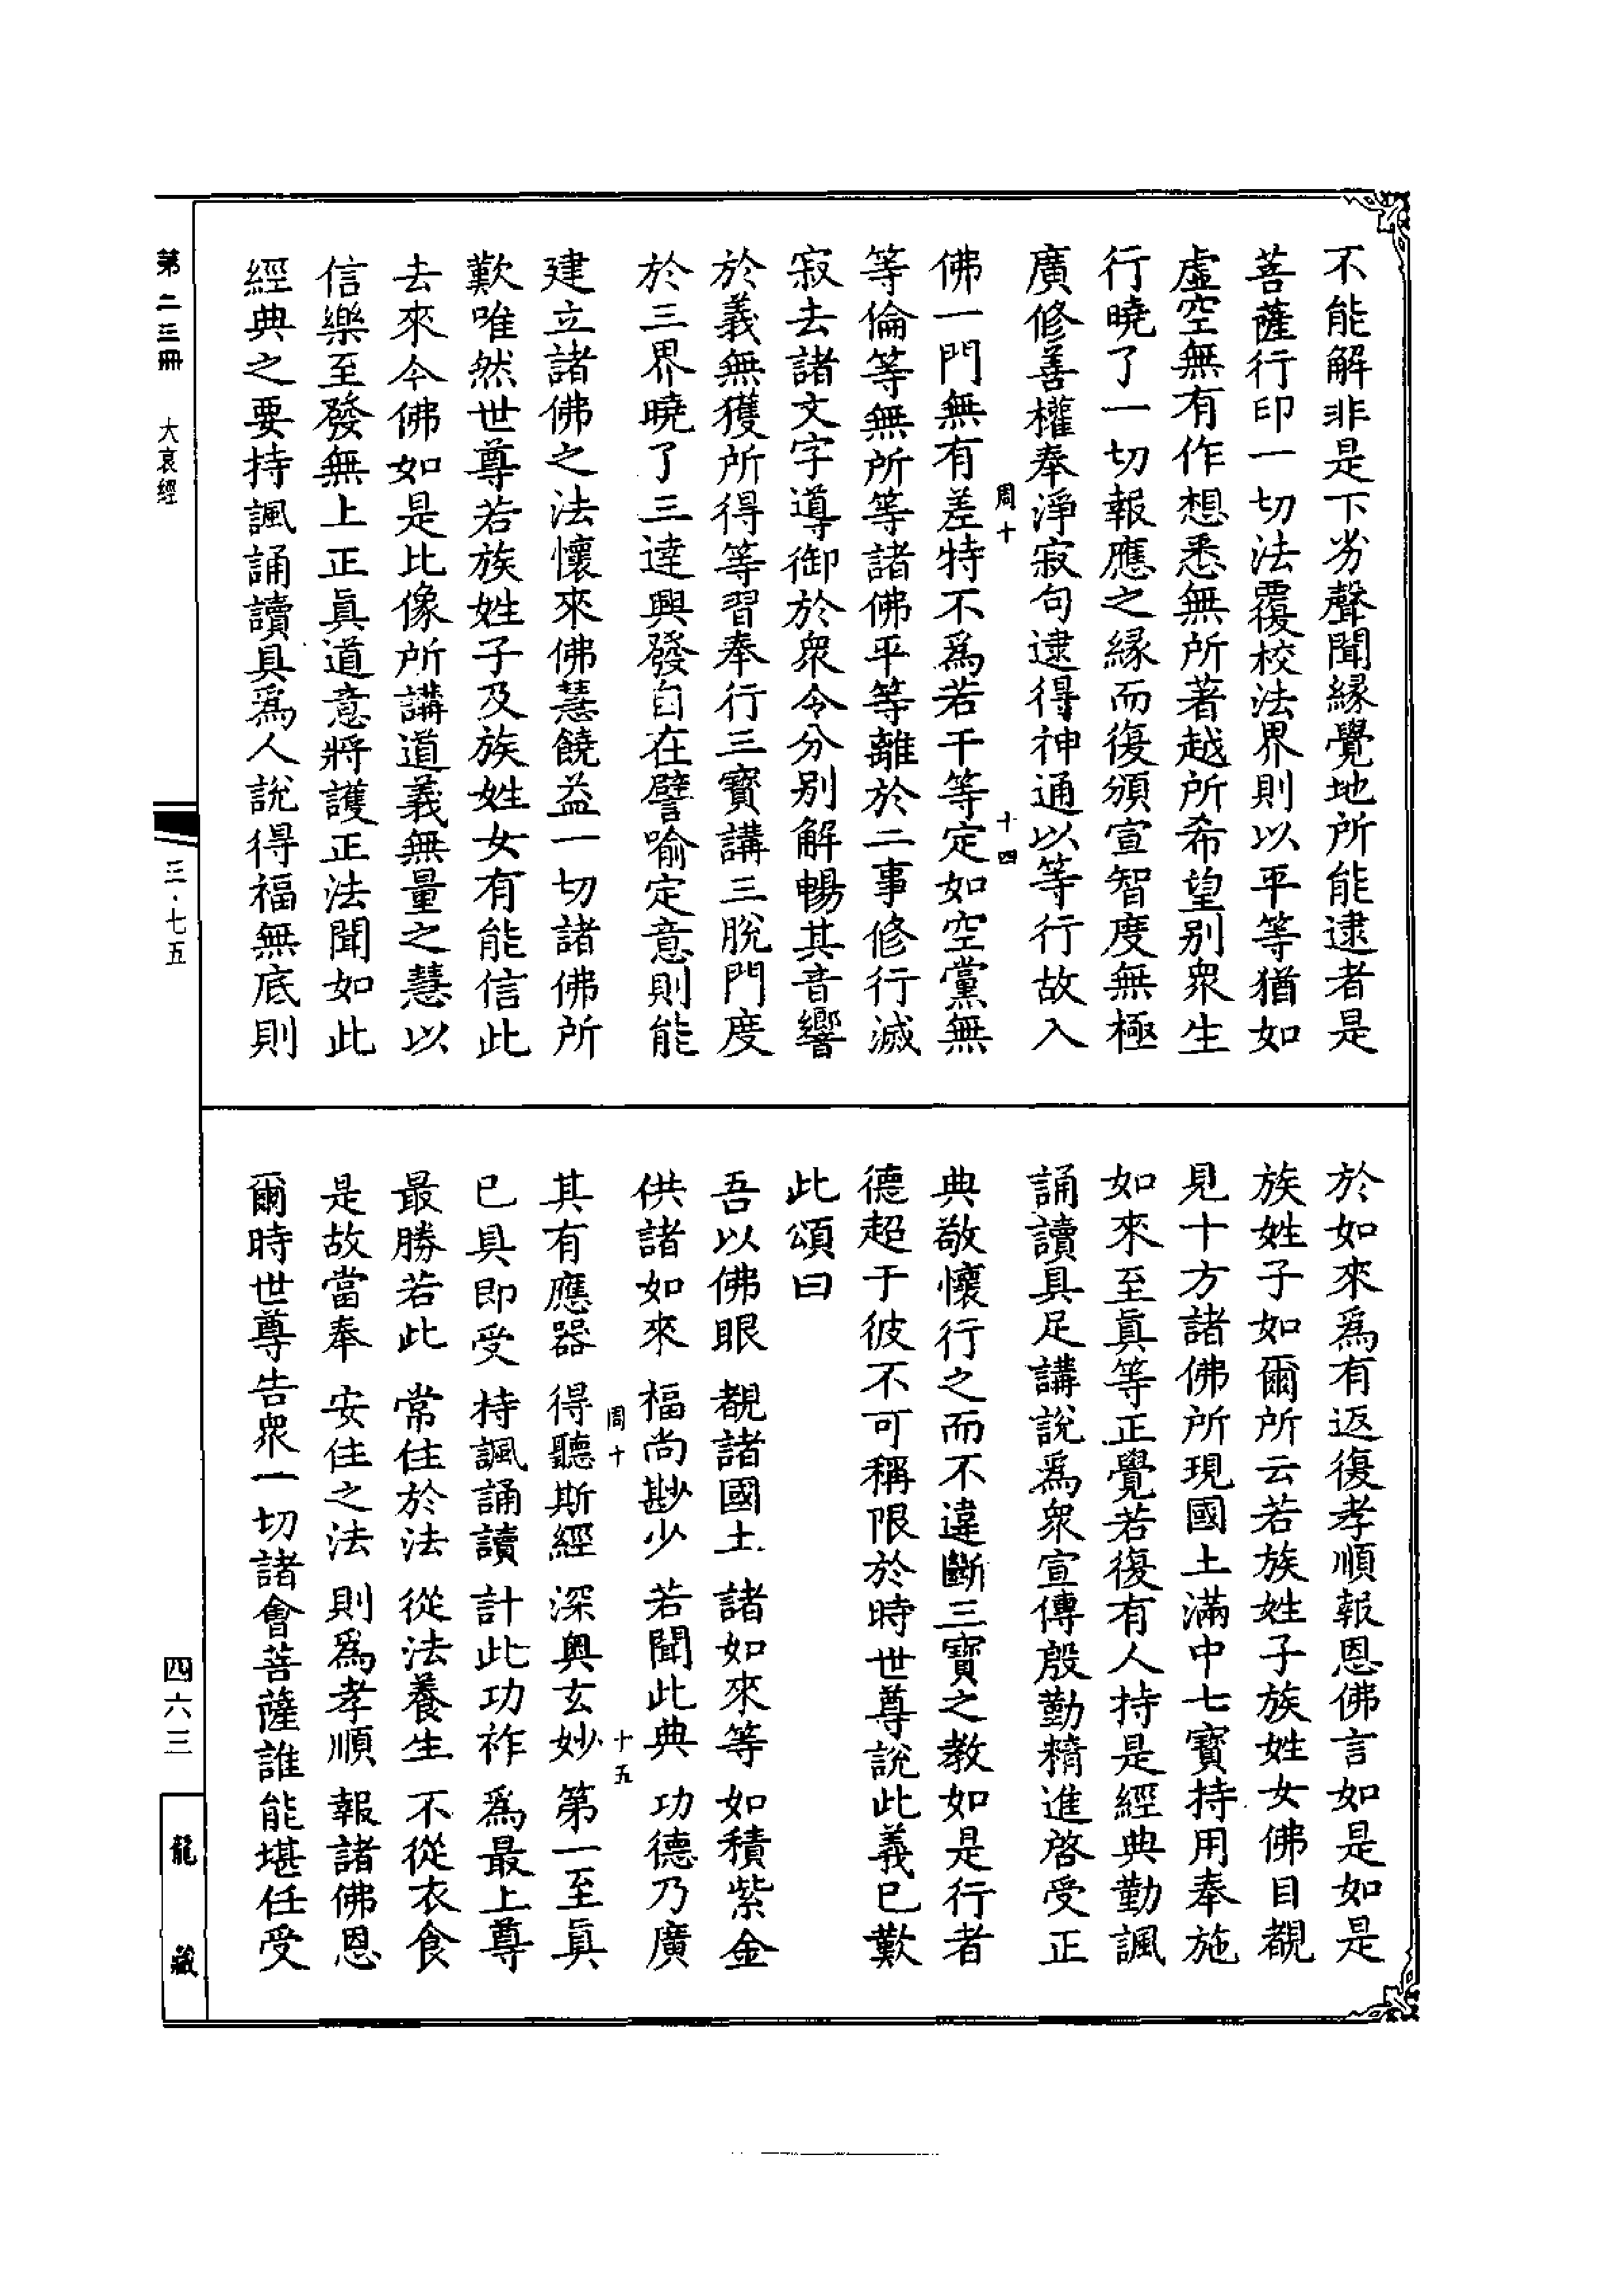 不能解非是下劣聲聞緣覺地所能逮者是
菩薩行印一切法覆校法界則以平等猶如
虛空無有作想悉無所著越所希望別眾生
行曉了一切報應之緣而復頒宣智度無極
廣修善權奉淨寂句逮得神通以等行故入
周十
十四
佛一門無有差特不為若干等定如空黨無
等倫等無所等諸佛平等離於二事修行滅
寂去諸文字導御於眾令分別解暢其音響
於義無獲所得等習奉行三寶講三脫門度
於三界曉了三達興發自在譬喻定意則能
建立諸佛之法懷來佛慧饒益一切諸佛所
歎唯然世尊若族姓子及族姓女有能信此
去來今佛如是比像所講道義無量之慧以
信樂至發無上正真道意將護正法聞如此
經典之要持諷誦讀具為人說得福無底則
於如來為有返復孝順報恩佛言如是如是
族姓子如爾所云若族姓子族姓女佛目覩
見十方諸佛所現國土滿中七寶持用奉施
如來至真等正覺若復有人持是經典勤諷
誦讀具足講說為眾宣傳殷勤精進啓受正
典敬懷行之而不違斷三寶之教如是行者
德超于彼不可稱限於時世尊說此義已歎
此頌曰
吾以佛眼 覩諸國土 諸如來等 如積紫金
供諸如來 福尚尠少 若聞此典 功德乃廣
周十
十五
其有應器 得聽斯經 深奧玄妙 第一至真
已具即受 持諷誦讀 計此功祚 為最上尊
最勝若此 常住於法 從法養生 不從衣食
是故當奉 安住之法 則為孝順 報諸佛恩
爾時世尊告眾一切諸會菩薩誰能堪任受
第二三冊 大哀經
三·七五
四六三
龍藏